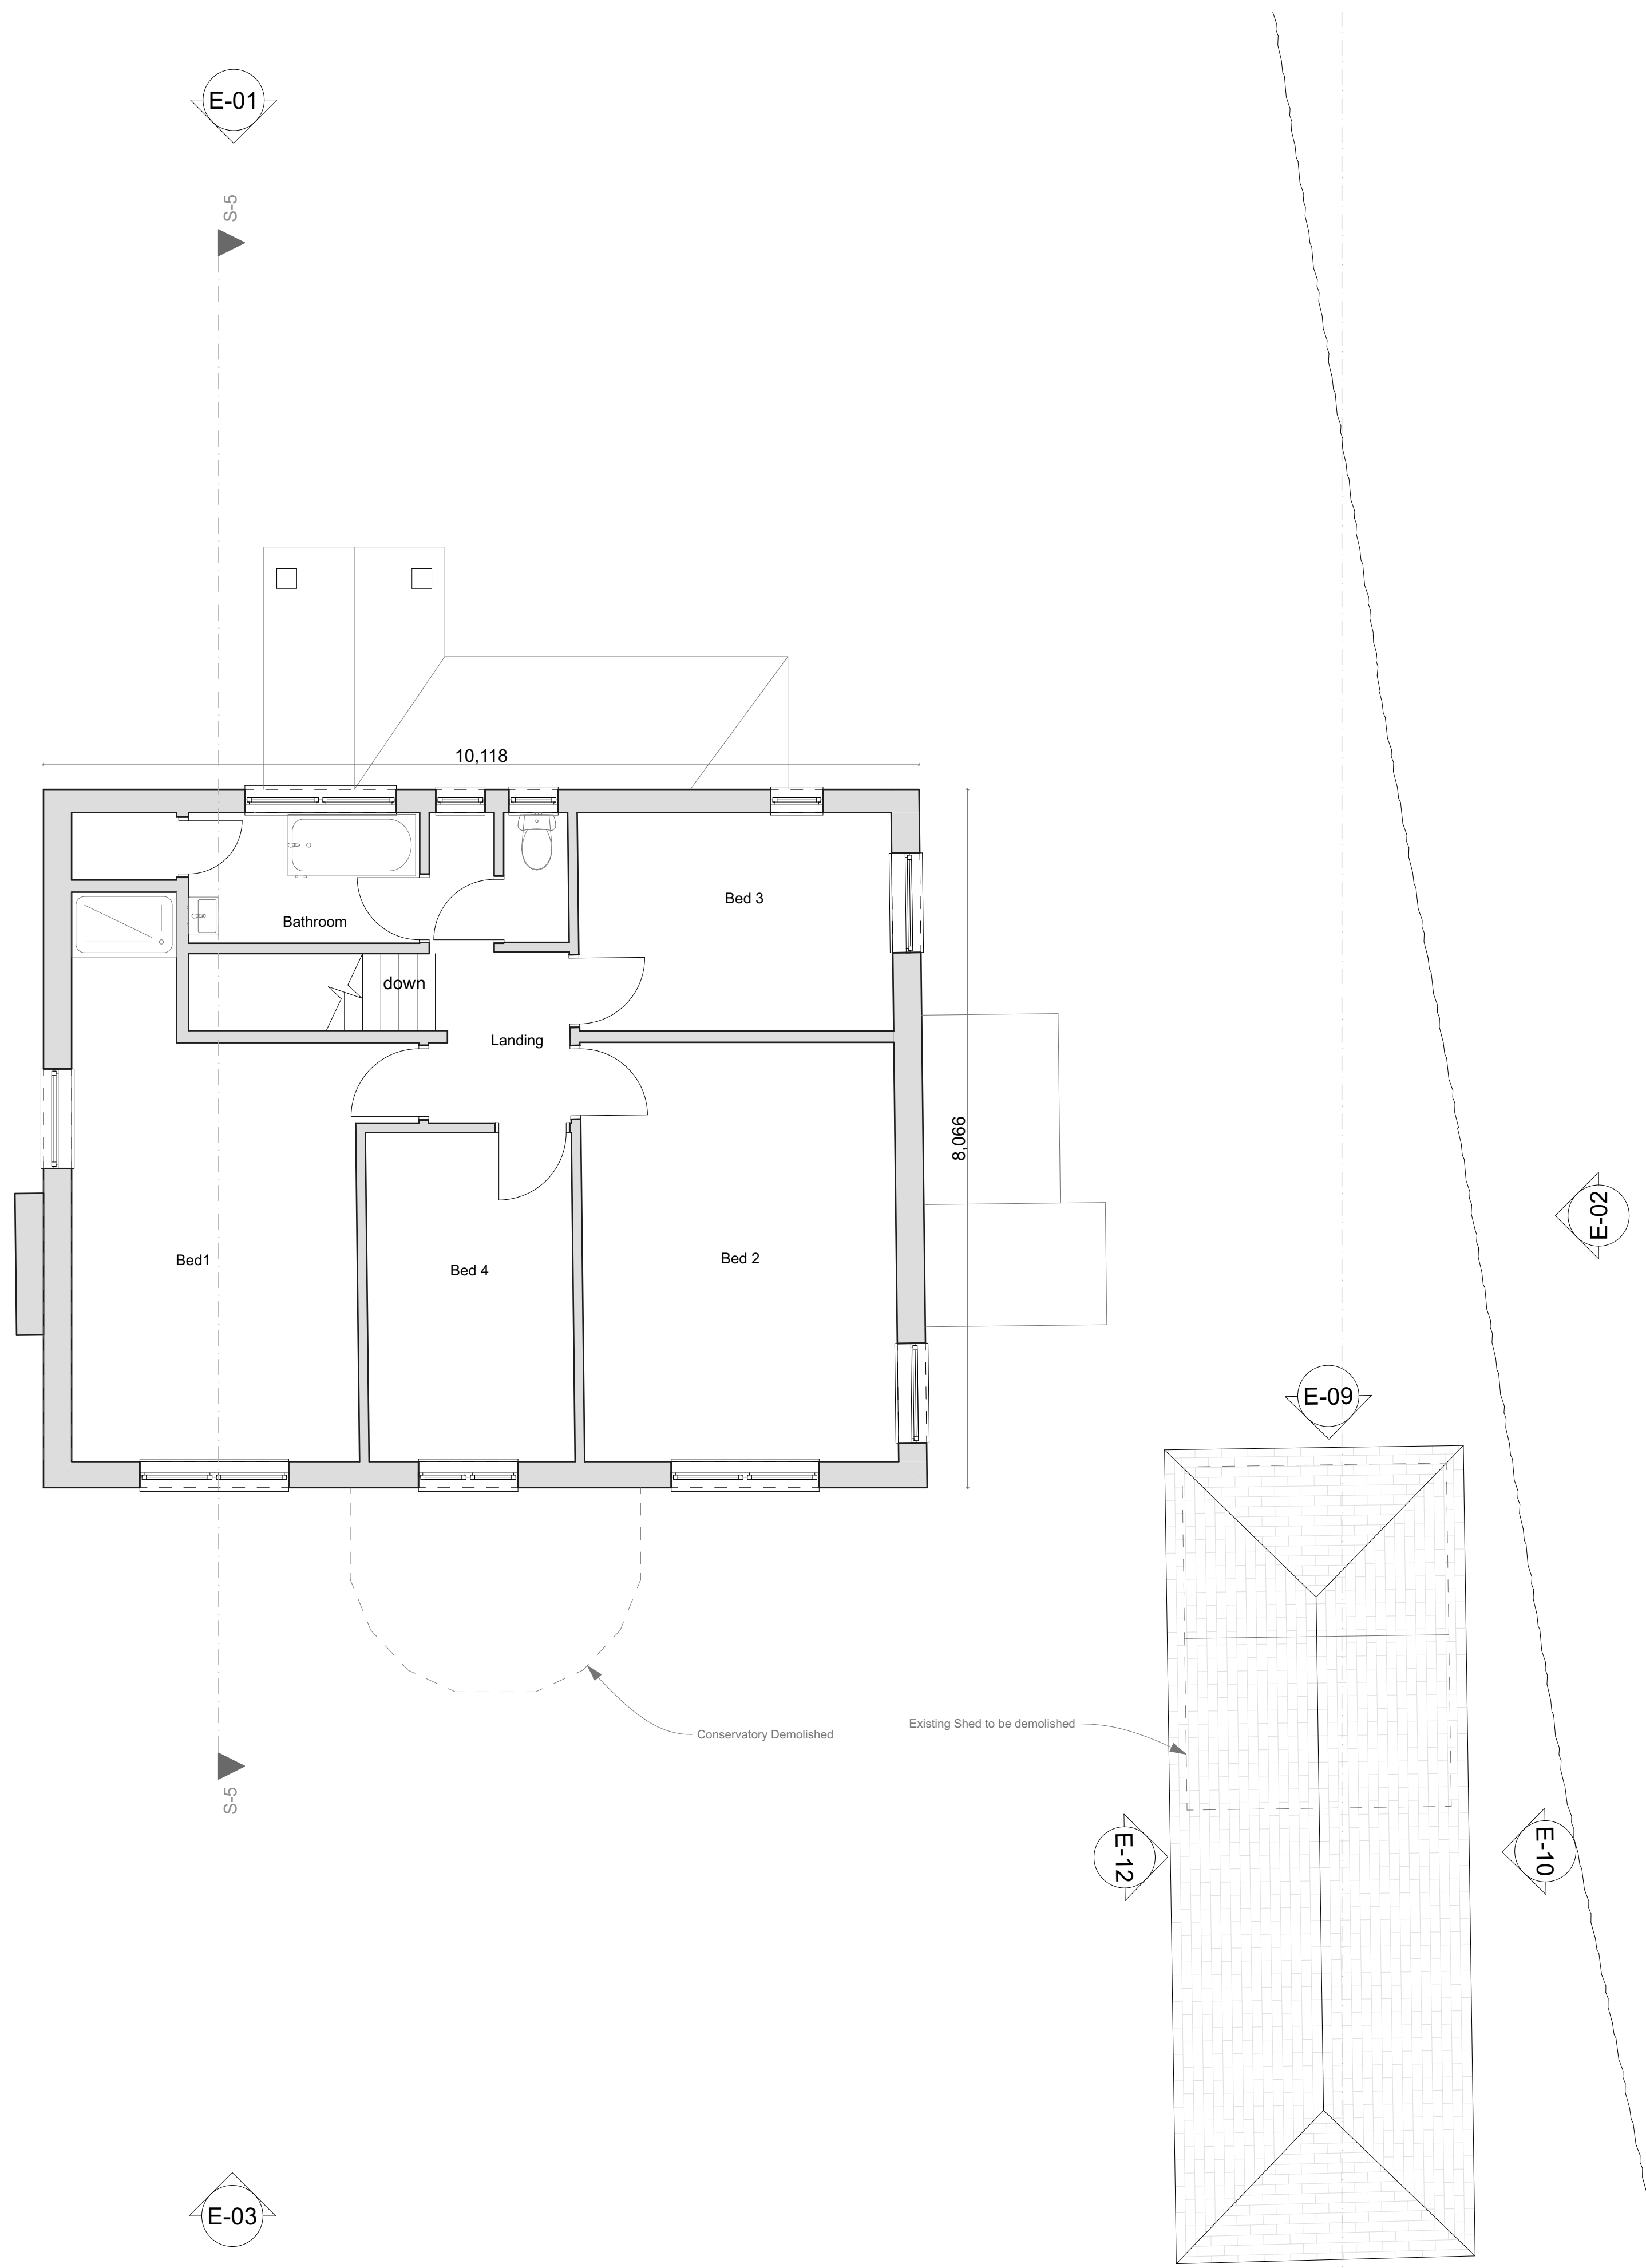 E-01
S-5
10,118
Bed 3
Bathroom
down
Landing
8,066
E-02
Bed1
Bed 2
Bed 4
E-09
Existing Shed to be demolished
Conservatory Demolished
S-5
E-12
E-10
E-03